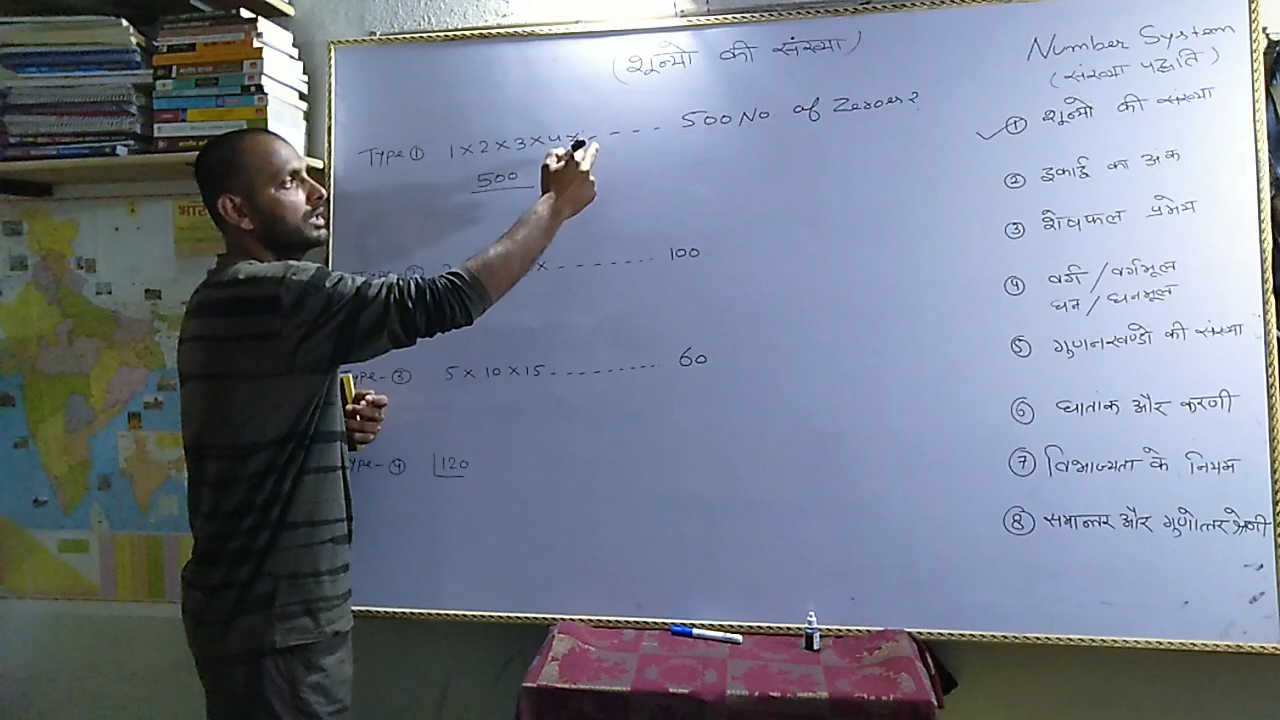 (शून्यो की संख्या)
Type ① 1 x 2 x 3 x 4 x - - - - 500 No of Zeroes?
500
x - - - - - - - - 100
Type- ③ 5 x 10 x 15 - - - - - - - - - 60
ype- ④ 120
Number System
(संख्या पद्धति)
① शून्यो की संख्या
② इकाई का अंक
③ शेषफल प्रमेय
④ वर्ग / वर्गमूल
घन / घनमूल
⑤ गुणनखण्डो की संख्या
⑥ घातांक और करणी
⑦ विभाज्यता के नियम
⑧ समान्तर और गुणोत्तर श्रेणी